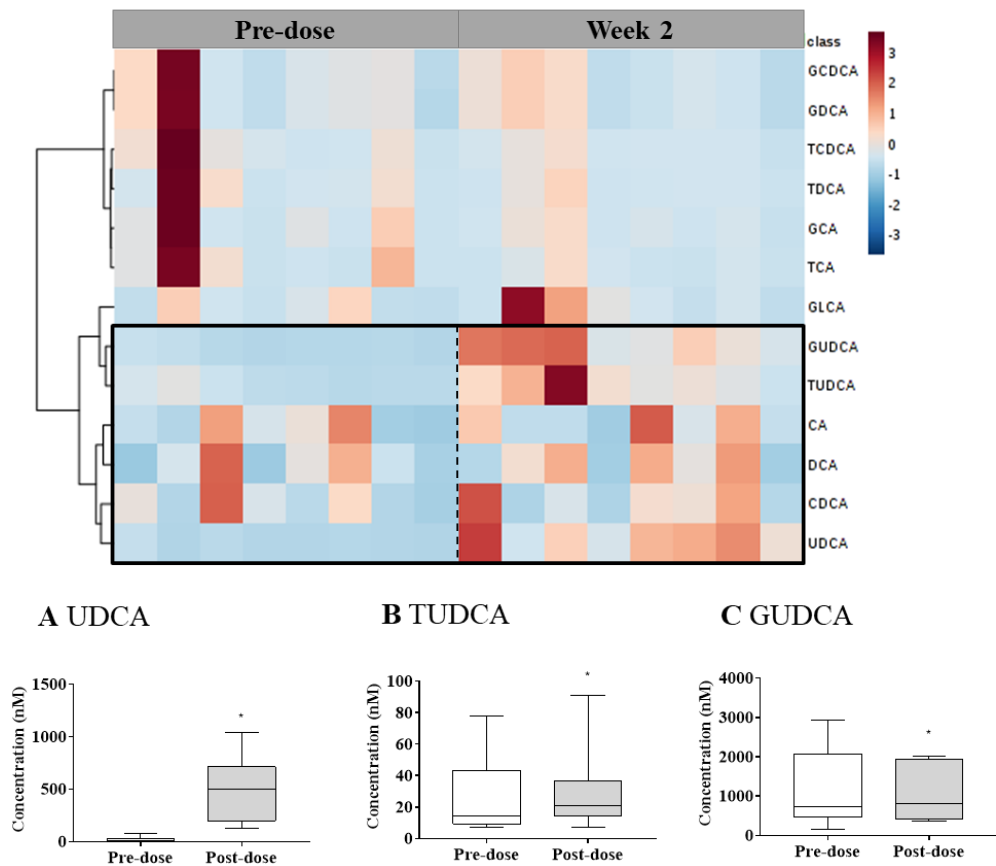 Pre-dose Week 2
class
GCDCA
GDCA
TCDCA
TDCA
GCA
TCA
GLCA
GUDCA
TUDCA
CA
DCA
CDCA
UDCA
3
2
1
0
-1
-2
-3
A UDCA
Concentration (nM)
1500
1000
500
0
*
Pre-dose Post-dose
B TUDCA
Concentration (nM)
100
80
60
40
20
0
*
Pre-dose Post-dose
C GUDCA
Concentration (nM)
4000
3000
2000
1000
0
*
Pre-dose Post-dose